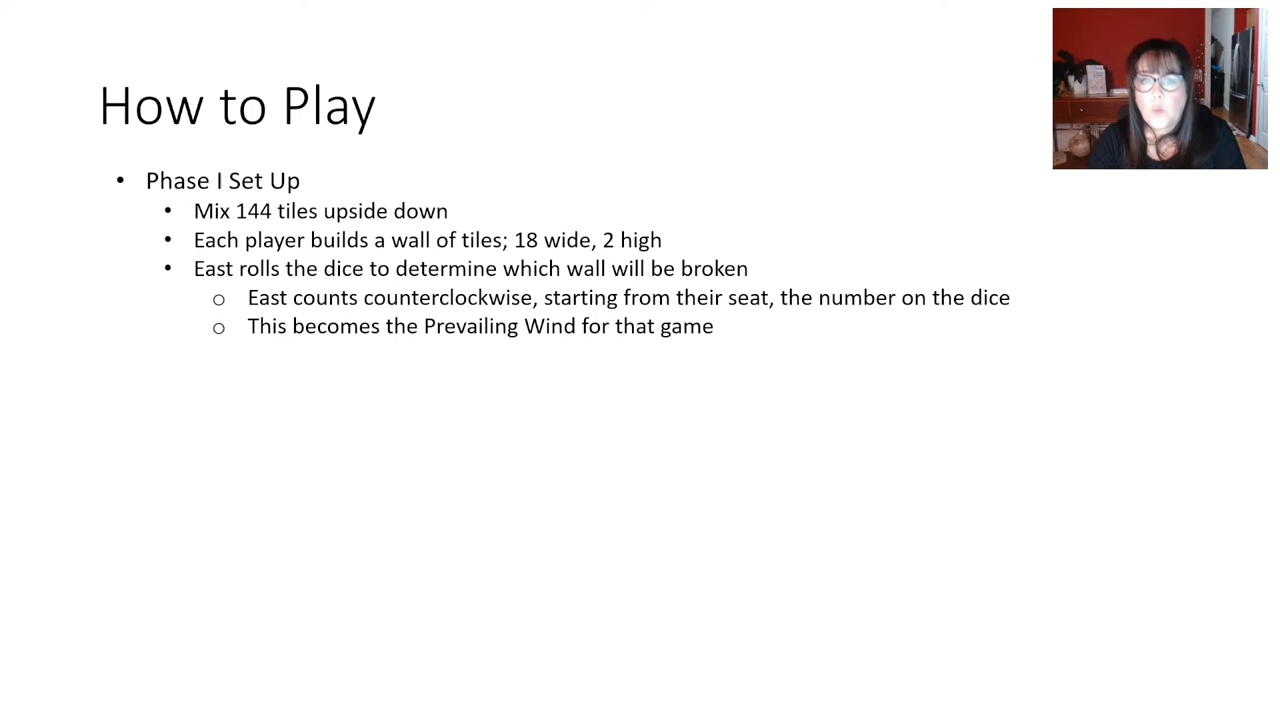 How to Play
• Phase I Set Up
• Mix 144 tiles upside down
• Each player builds a wall of tiles; 18 wide, 2 high
• East rolls the dice to determine which wall will be broken
o East counts counterclockwise, starting from their seat, the number on the dice
o This becomes the Prevailing Wind for that game